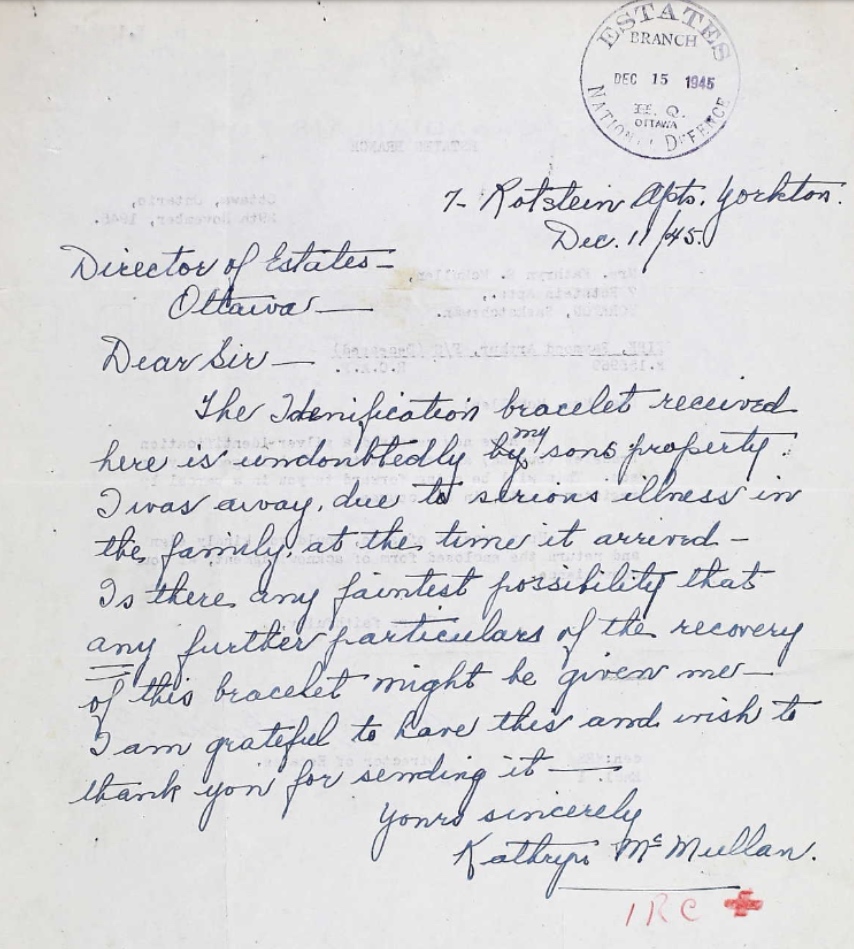 ESTATES
BRANCH
DEC 15 1945
H. Q.
OTTAWA
NATIONAL DEFENCE
7- Rotstein Apts. Yorkton.
Dec. 11/45.
Director of Estates-
Ottawa-
Dear Sir-
The Idenification bracelet received
here is undoubtedly by my sons property.
I was away, due to serious illness in
the family, at the time it arrived-
Is there any faintest possibility that
any further particulars of the recovery
of this bracelet might be given me-
I am grateful to have this and wish to
thank you for sending it-
Yours sincerely
Kathryn McMullan.
IRC